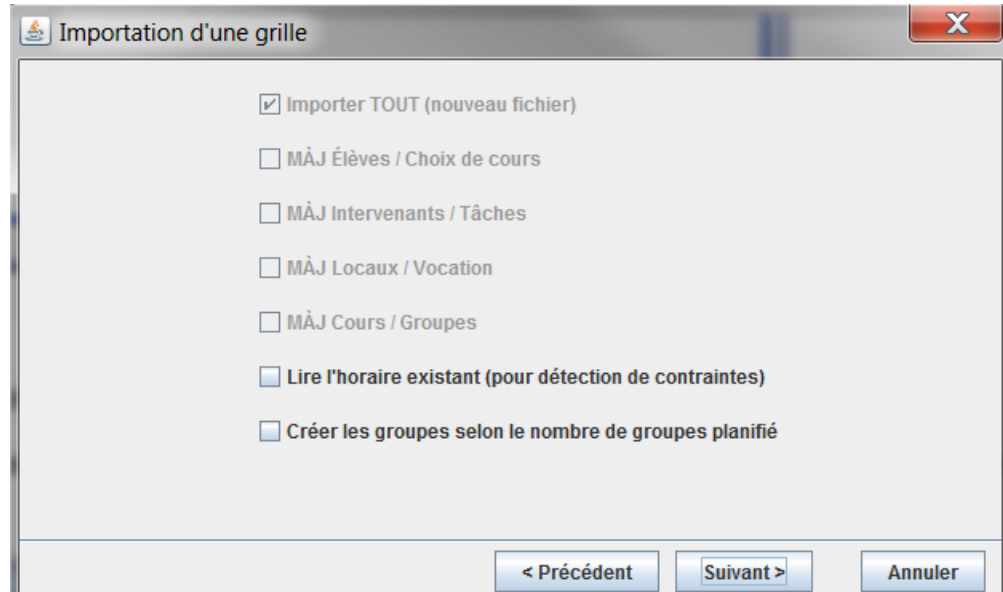 Importation d'une grille
Importer TOUT (nouveau fichier)
MÀJ Élèves / Choix de cours
MÀJ Intervenants / Tâches
MÀJ Locaux / Vocation
MÀJ Cours / Groupes
Lire l'horaire existant (pour détection de contraintes)
Créer les groupes selon le nombre de groupes planifié
< Précédent Suivant > Annuler